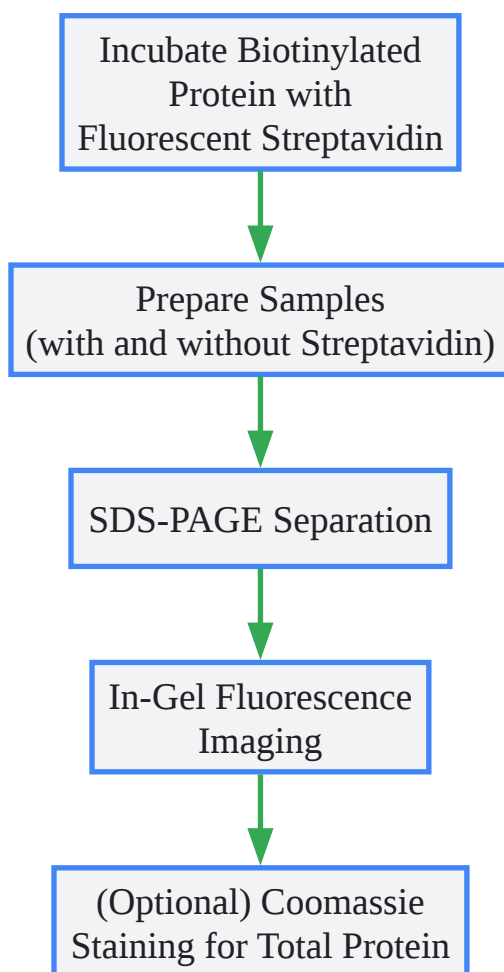 Incubate Biotinylated
Protein with
Fluorescent Streptavidin
Prepare Samples
(with and without Streptavidin)
SDS-PAGE Separation
In-Gel Fluorescence
Imaging
(Optional) Coomassie
Staining for Total Protein